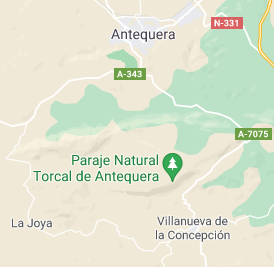 N-331
Antequera
A-343
A-7075
Paraje Natural
Torcal de Antequera
La Joya
Villanueva de
la Concepción